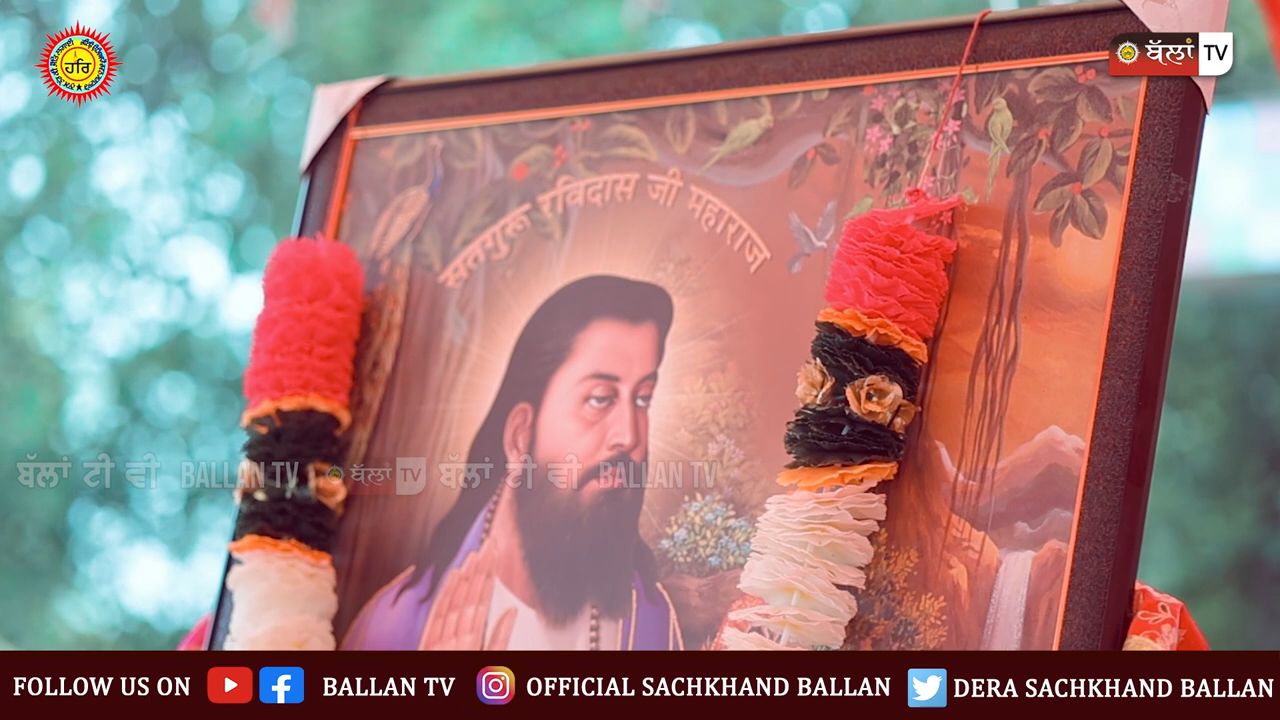 ਹਰਿ
ਬੱਲਾਂ TV
सतगुरू रविदास जी महाराज
ਬੱਲਾਂ ਟੀ ਵੀ BALLAN TV ਬੱਲਾਂ TV ਬੱਲਾਂ ਟੀ ਵੀ BALLAN TV
FOLLOW US ON BALLAN TV OFFICIAL SACHKHAND BALLAN DERA SACHKHAND BALLAN